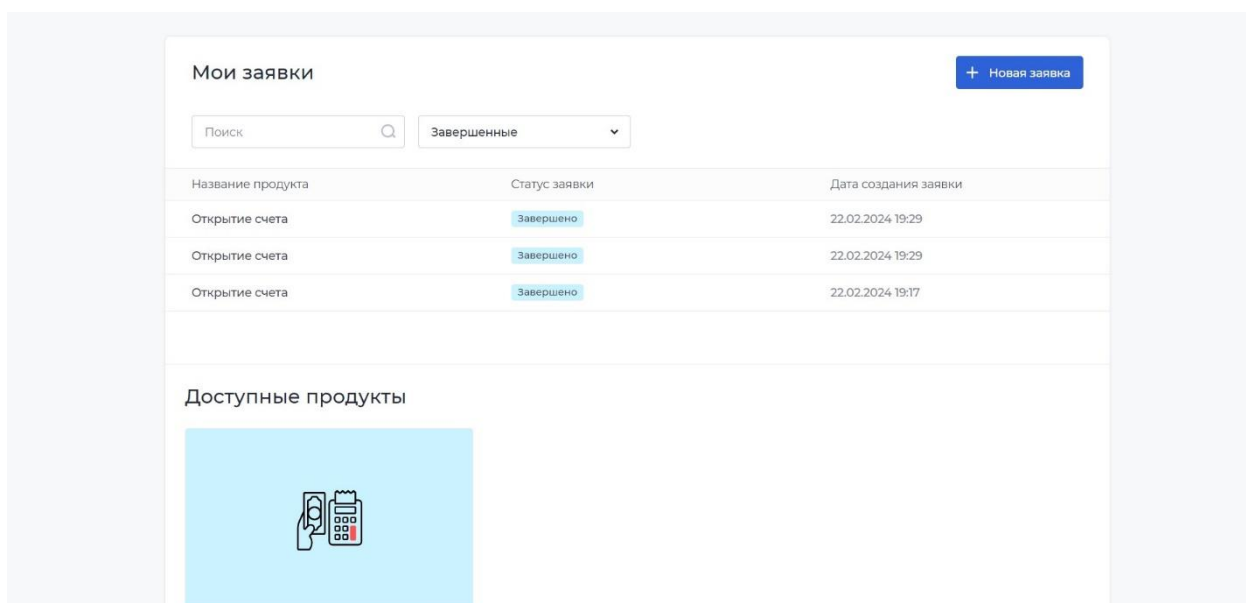 Мои заявки
+ Новая заявка
Поиск Завершенные
Название продукта Статус заявки Дата создания заявки
Открытие счета Завершено 22.02.2024 19:29
Открытие счета Завершено 22.02.2024 19:29
Открытие счета Завершено 22.02.2024 19:17
Доступные продукты